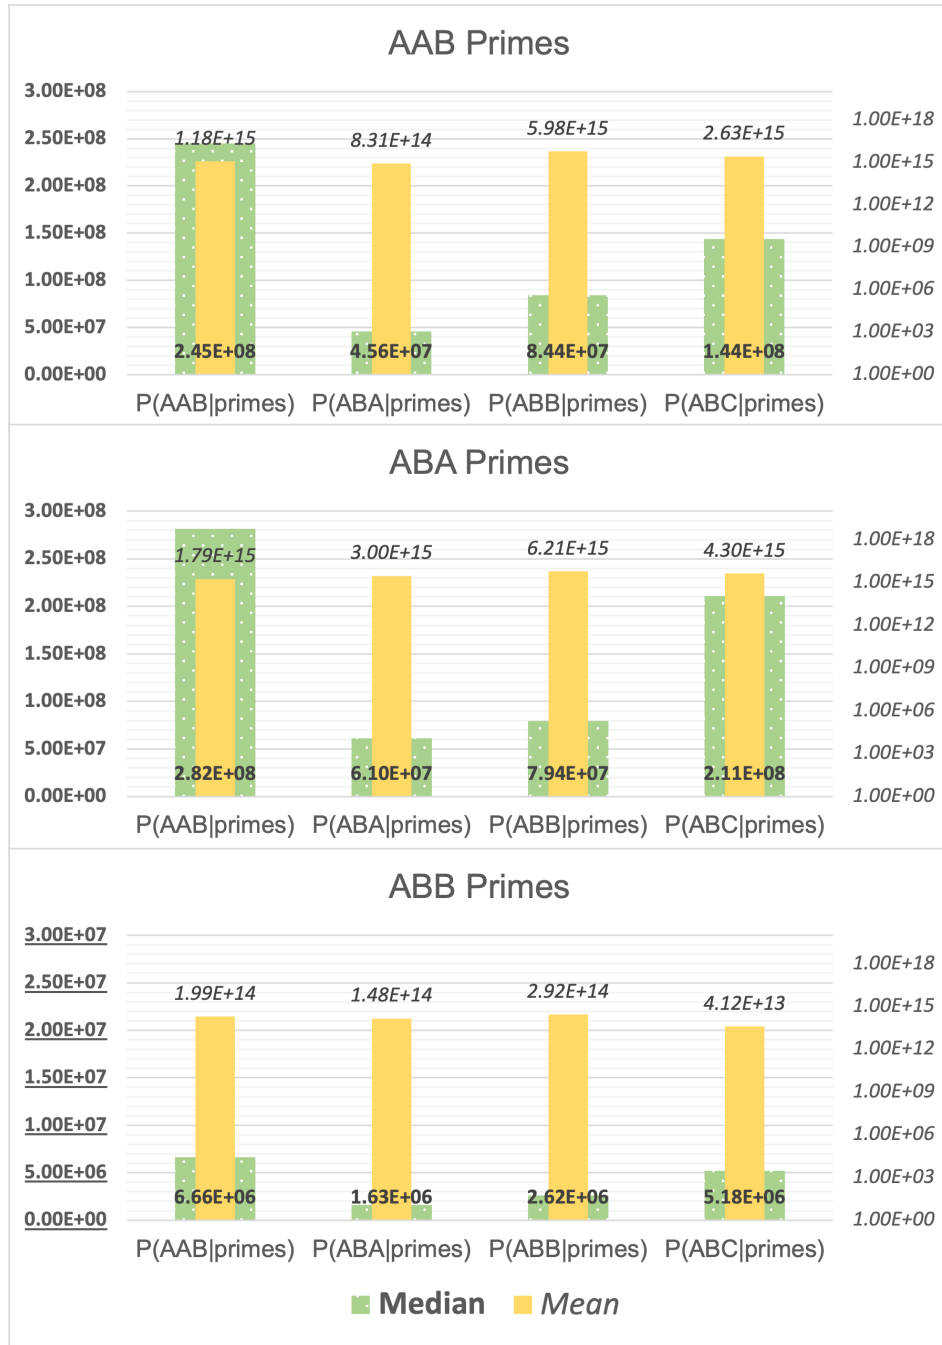 AAB Primes
3.00E+08
2.50E+08
2.00E+08
1.50E+08
1.00E+08
5.00E+07
0.00E+00
1.18E+15 8.31E+14 5.98E+15 2.63E+15
2.45E+08 4.56E+07 8.44E+07 1.44E+08
1.00E+18
1.00E+15
1.00E+12
1.00E+09
1.00E+06
1.00E+03
1.00E+00
P(AAB|primes) P(ABA|primes) P(ABB|primes) P(ABC|primes)
ABA Primes
3.00E+08
2.50E+08
2.00E+08
1.50E+08
1.00E+08
5.00E+07
0.00E+00
1.79E+15 3.00E+15 6.21E+15 4.30E+15
2.82E+08 6.10E+07 7.94E+07 2.11E+08
1.00E+18
1.00E+15
1.00E+12
1.00E+09
1.00E+06
1.00E+03
1.00E+00
P(AAB|primes) P(ABA|primes) P(ABB|primes) P(ABC|primes)
ABB Primes
3.00E+07
2.50E+07
2.00E+07
1.50E+07
1.00E+07
5.00E+06
0.00E+00
1.99E+14 1.48E+14 2.92E+14 4.12E+13
6.66E+06 1.63E+06 2.62E+06 5.18E+06
1.00E+18
1.00E+15
1.00E+12
1.00E+09
1.00E+06
1.00E+03
1.00E+00
P(AAB|primes) P(ABA|primes) P(ABB|primes) P(ABC|primes)
Median Mean